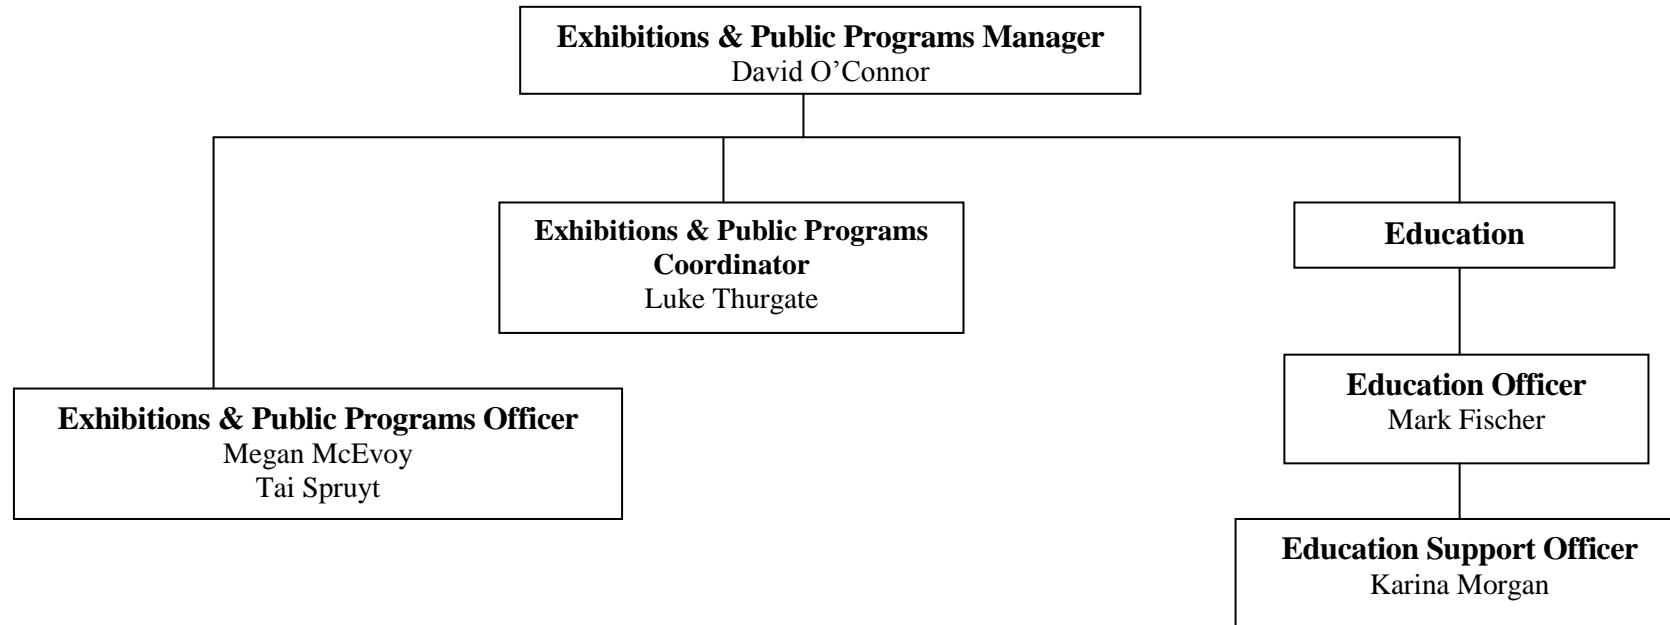 Exhibitions & Public Programs Manager
David O’Connor
Exhibitions & Public Programs
Coordinator
Luke Thurgate
Education
Education Officer
Mark Fischer
Exhibitions & Public Programs Officer
Megan McEvoy
Tai Spruyt
Education Support Officer
Karina Morgan